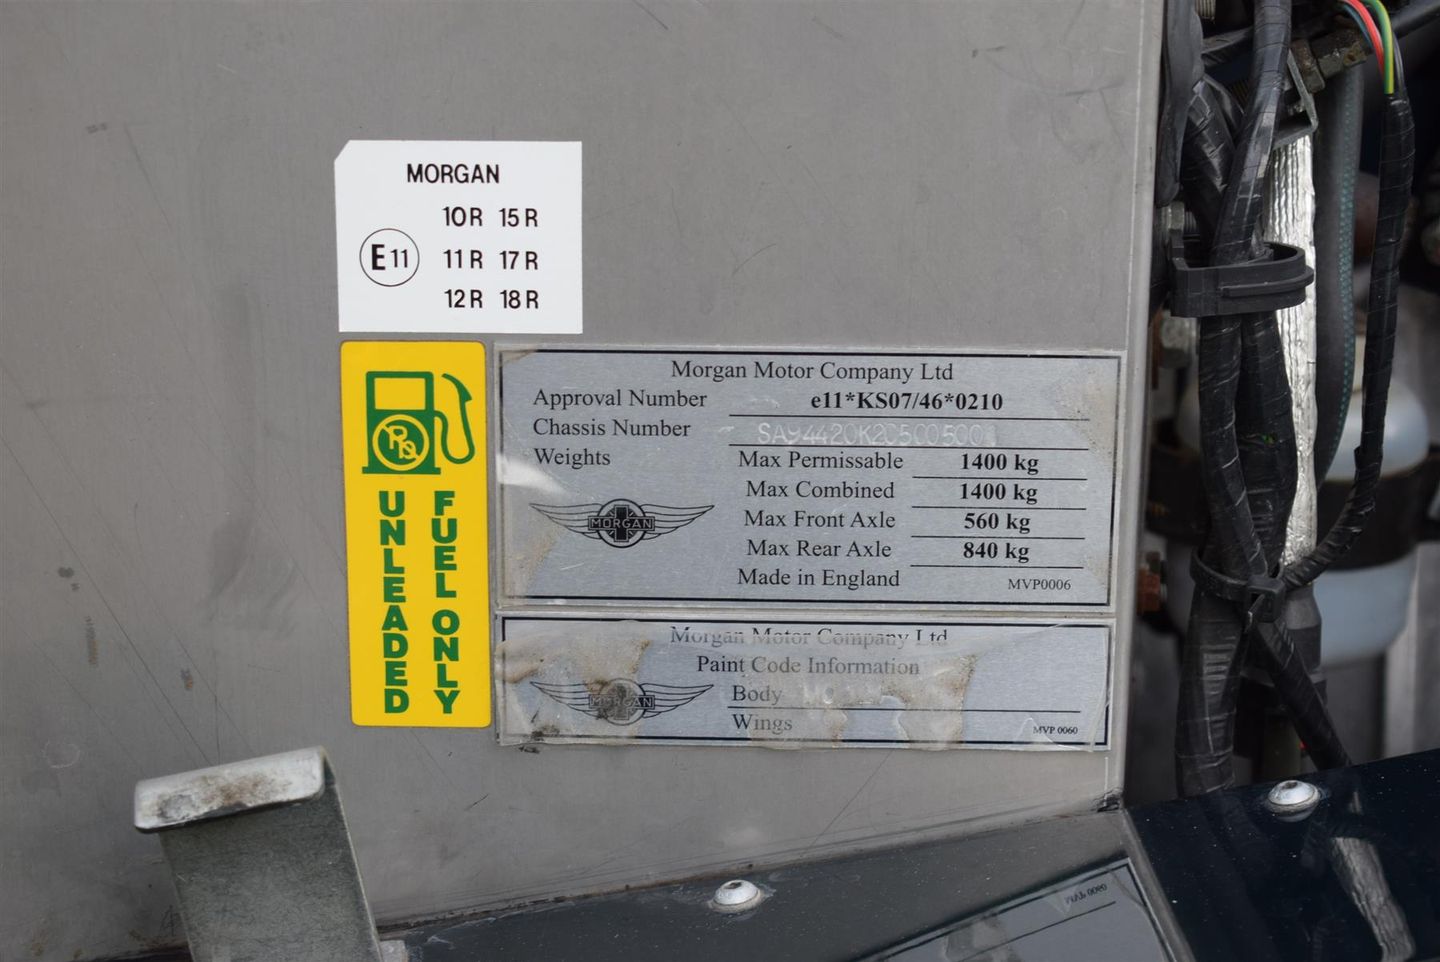 MORGAN
10R 15R
E11 11R 17R
12R 18R
UNLEADED
FUEL ONLY
Morgan Motor Company Ltd
Approval Number e11*KS07/46*0210
Chassis Number
Weights Max Permissable 1400 kg
Max Combined 1400 kg
MORGAN Max Front Axle 560 kg
Max Rear Axle 840 kg
Made in England MVP0006
Morgan Motor Company Ltd
Paint Code Information
MORGAN Body
Wings MVP 0060